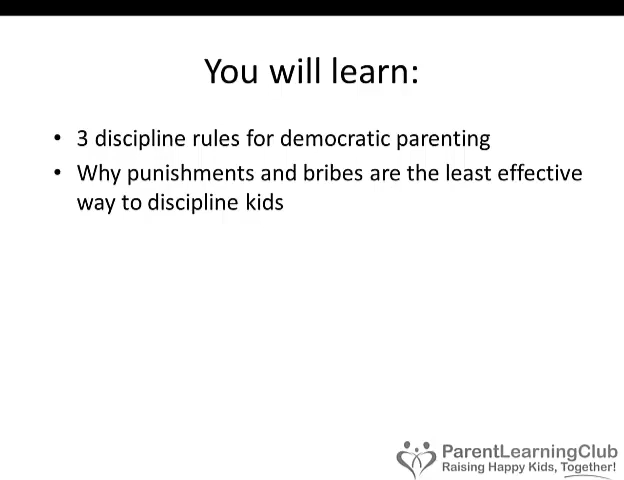 You will learn:
• 3 discipline rules for democratic parenting
• Why punishments and bribes are the least effective
way to discipline kids
ParentLearningClub
Raising Happy Kids, Together!